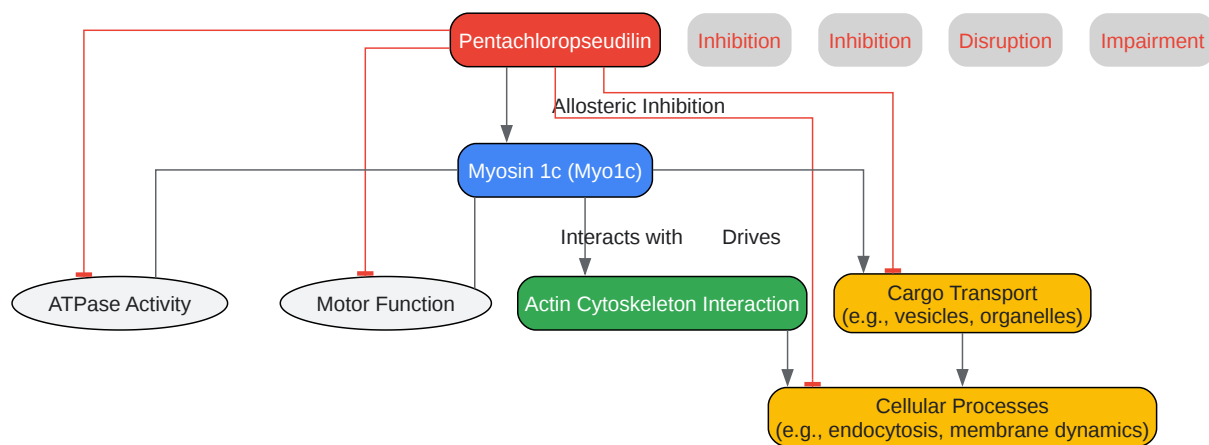 Pentachloropseudilin
Inhibition
Inhibition
Disruption
Impairment
Allosteric Inhibition
Myosin 1c (Myo1c)
Interacts with
Drives
ATPase Activity
Motor Function
Actin Cytoskeleton Interaction
Cargo Transport
(e.g., vesicles, organelles)
Cellular Processes
(e.g., endocytosis, membrane dynamics)